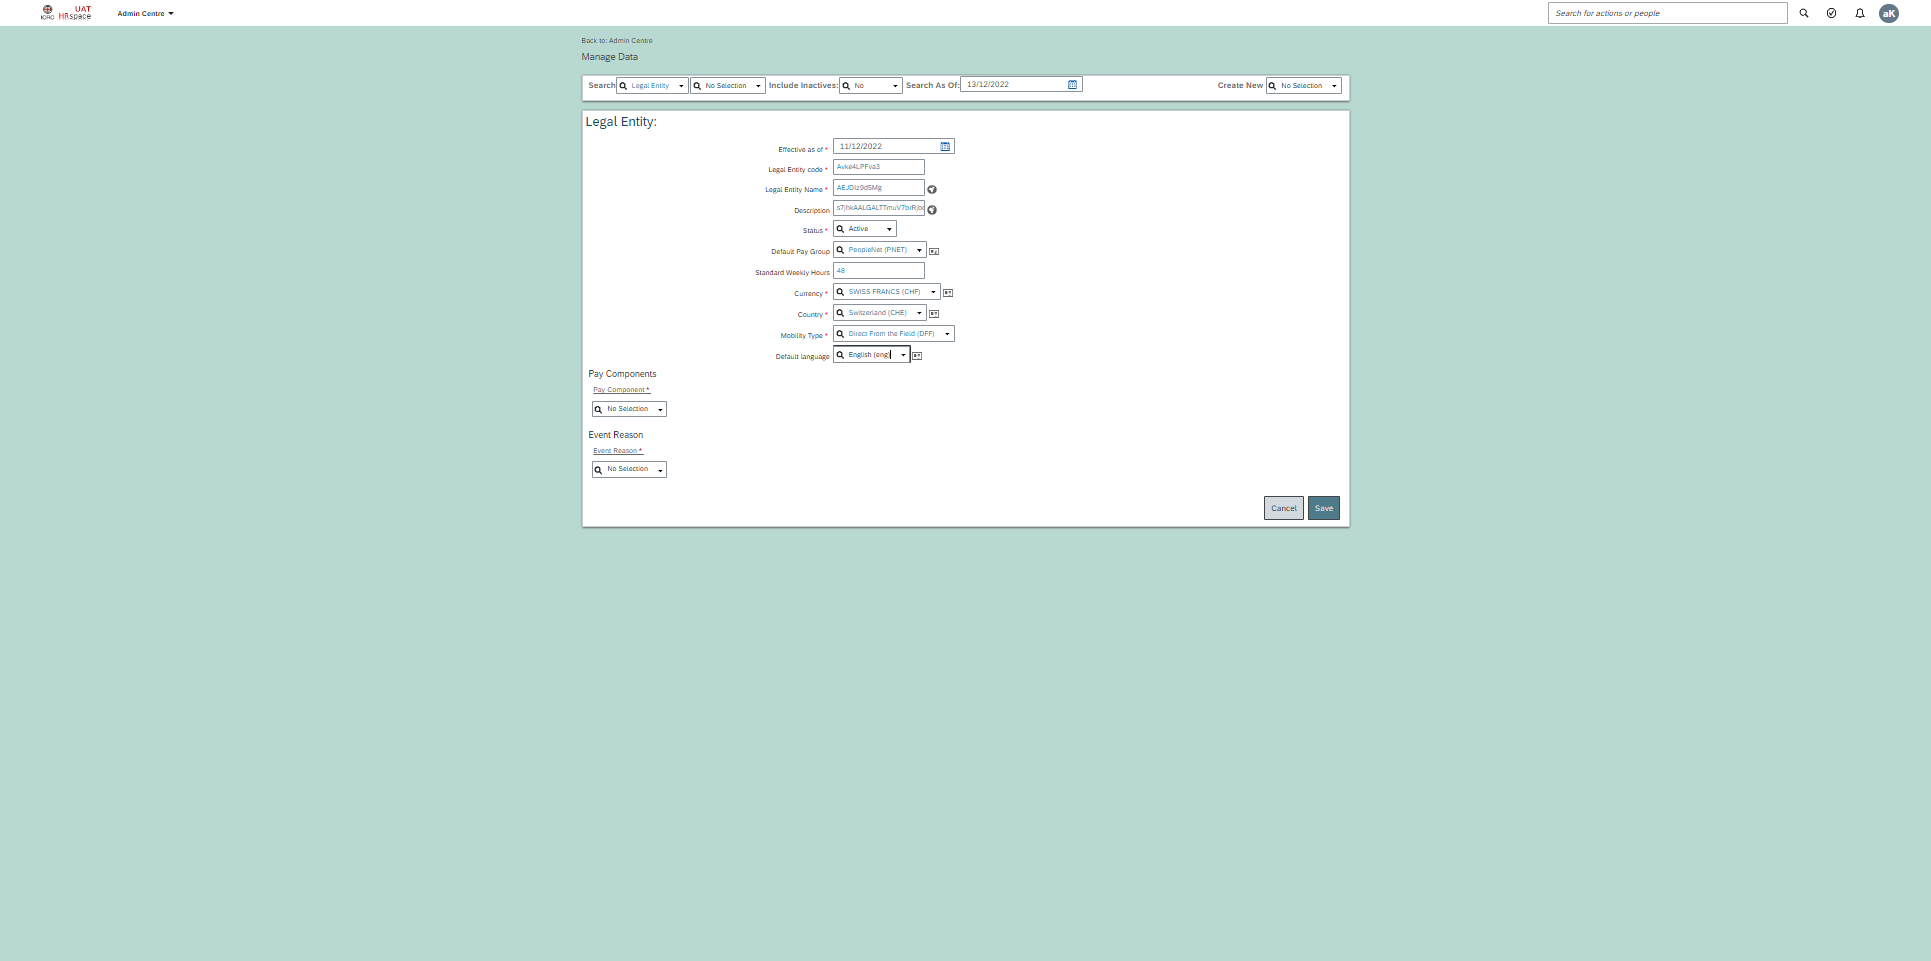 ICRC UAT HRspace Admin Centre Search for actions or people aK
Back to: Admin Centre
Manage Data
Search Legal Entity No Selection Include Inactives: No Search As Of: 13/12/2022 Create New No Selection
Legal Entity:
Effective as of * 11/12/2022
Legal Entity code * Avke4LPFva3
Legal Entity Name * AEJDiz9d5Mg
Description
Status * Active
Default Pay Group PeopleNet (PNET)
Standard Weekly Hours 48
Currency * SWISS FRANCS (CHF)
Country * Switzerland (CHE)
Mobility Type * Direct From the Field (DFF)
Default language English (eng)
Pay Components
Pay Component *
No Selection
Event Reason
Event Reason *
No Selection
Cancel Save